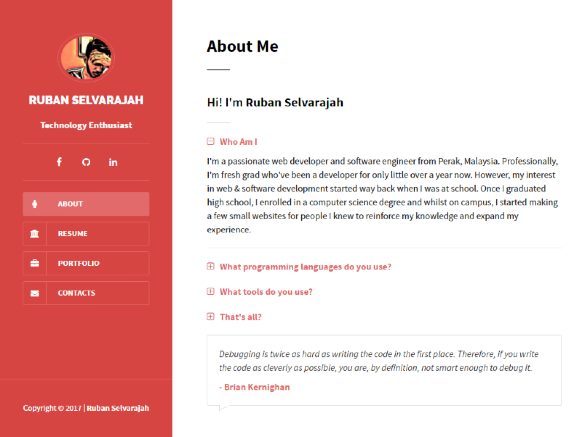 RUBAN SELVARAJAH
Technology Enthusiast
ABOUT
RESUME
PORTFOLIO
CONTACTS
Copyright © 2017 | Ruban Selvarajah
About Me
Hi! I'm Ruban Selvarajah
Who Am I
I'm a passionate web developer and software engineer from Perak, Malaysia. Professionally,
I'm fresh grad who've been a developer for only little over a year now. However, my interest
in web & software development started way back when I was at school. Once I graduated
high school, I enrolled in a computer science degree and whilst on campus, I started making
a few small websites for people I knew to reinforce my knowledge and expand my
experience.
What programming languages do you use?
What tools do you use?
That's all?
Debugging is twice as hard as writing the code in the first place. Therefore, if you write
the code as cleverly as possible, you are, by definition, not smart enough to debug it.
- Brian Kernighan